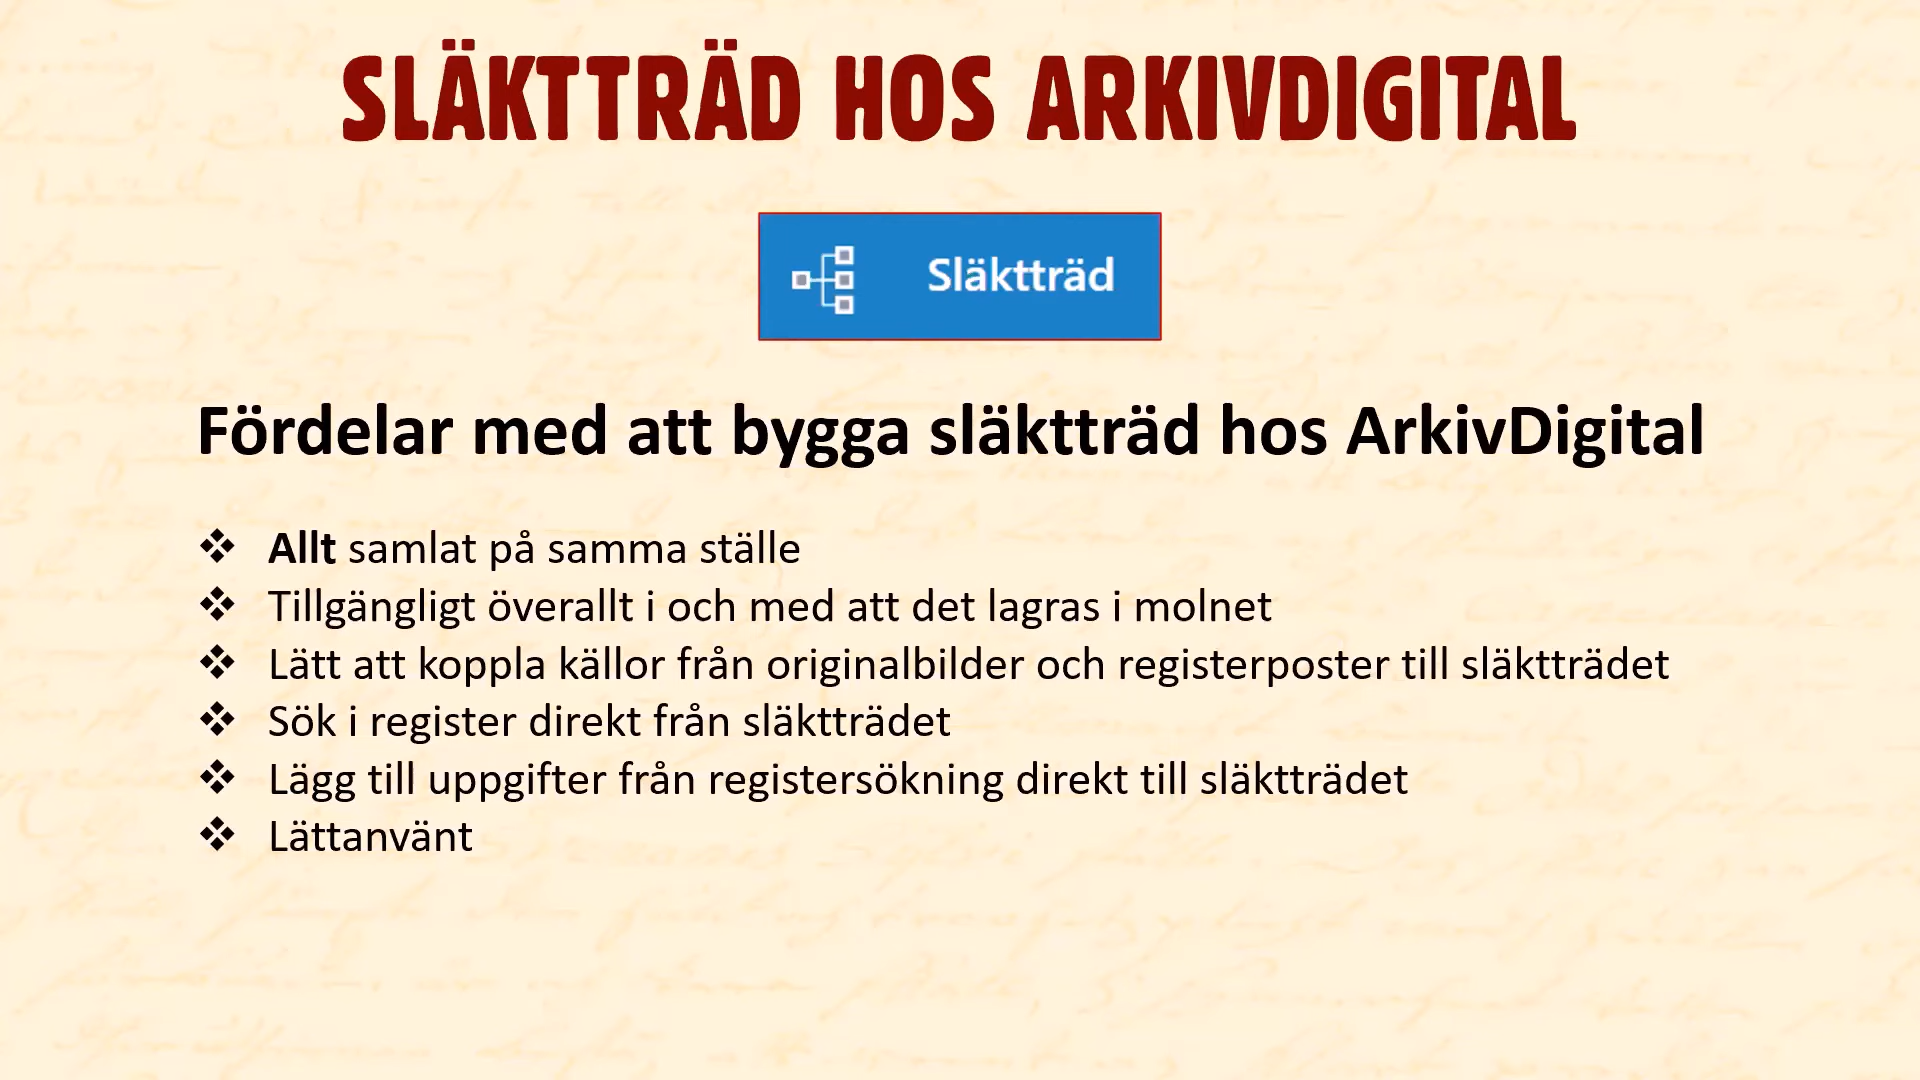 SLÄKTTRÄD HOS ARKIVDIGITAL
Släktträd
Fördelar med att bygga släktträd hos ArkivDigital
❖ Allt samlat på samma ställe
❖ Tillgängligt överallt i och med att det lagras i molnet
❖ Lätt att koppla källor från originalbilder och registerposter till släktträdet
❖ Sök i register direkt från släktträdet
❖ Lägg till uppgifter från registersökning direkt till släktträdet
❖ Lättanvänt